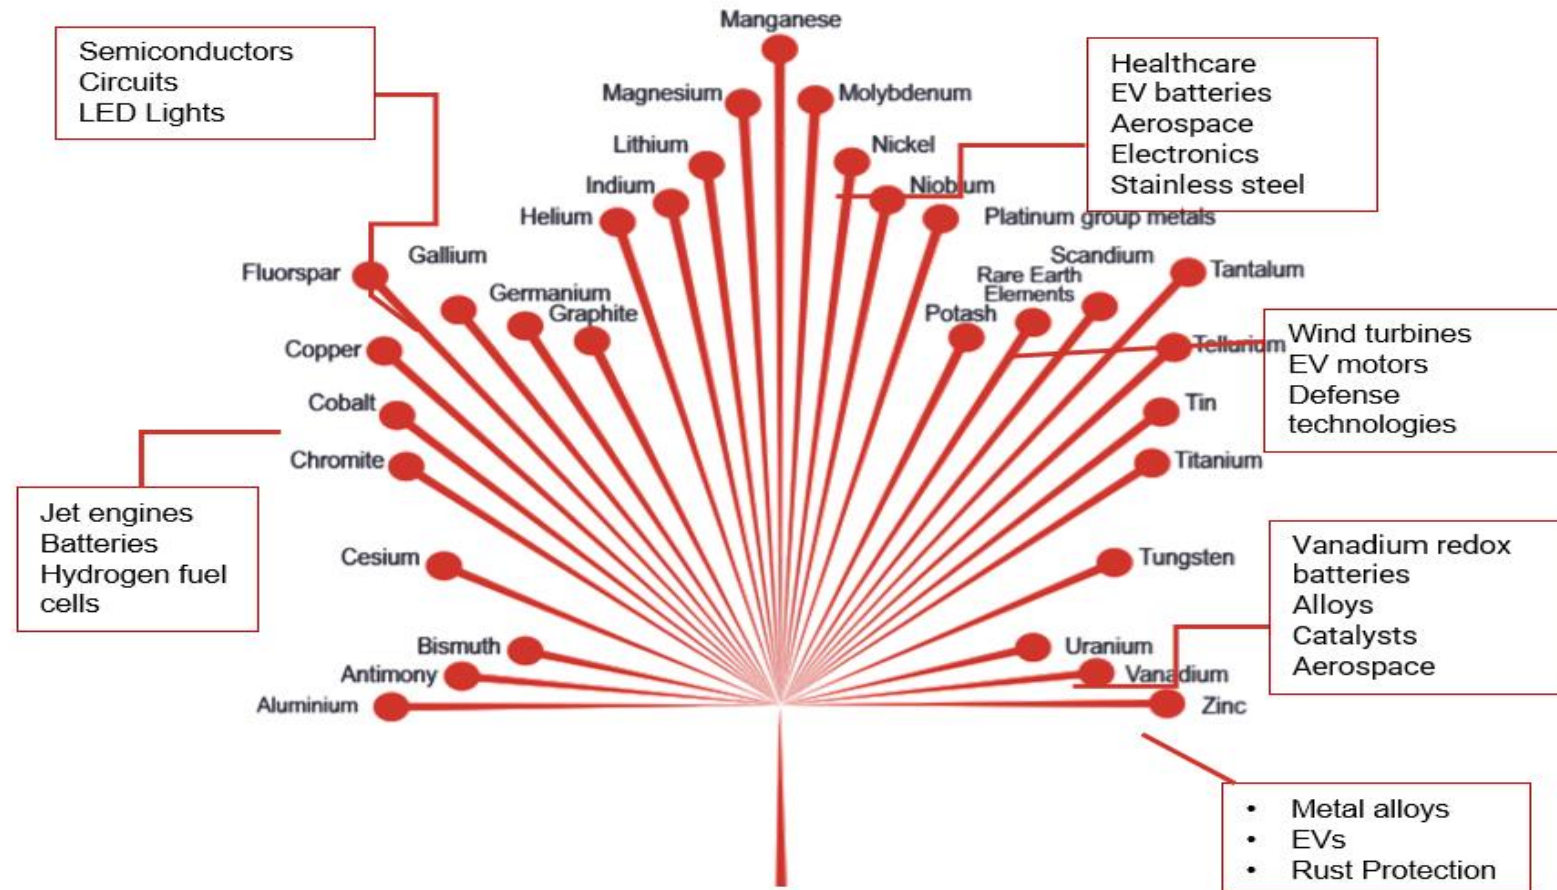 Manganese
Semiconductors
Circuits
LED Lights
Healthcare
EV batteries
Aerospace
Electronics
Stainless steel
Magnesium
Molybdenum
Lithium
Nickel
Indium
Niobium
Helium
Platinum group metals
Gallium
Scandium
Fluorspar
Tantalum
Rare Earth
Elements
Germanium
Graphite
Potash
Copper
Tellurium
Wind turbines
EV motors
Defense
technologies
Cobalt
Tin
Chromite
Titanium
Jet engines
Batteries
Hydrogen fuel
cells
Cesium
Tungsten
Vanadium redox
batteries
Alloys
Catalysts
Aerospace
Bismuth
Uranium
Antimony
Vanadium
Aluminium
Zinc
• Metal alloys
• EVs
• Rust Protection